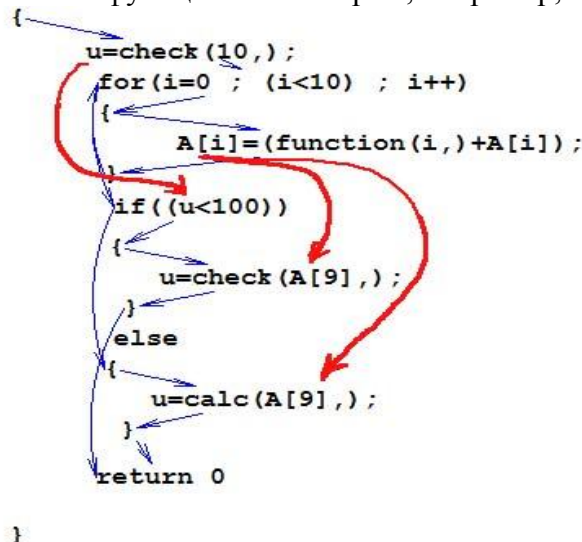 {
u=check(10,);
for(i=0 ; (i<10) ; i++)
{
A[i]=(function(i,)+A[i]);
}
if((u<100))
{
u=check(A[9],);
}
else
{
u=calc(A[9],);
}
return 0
}